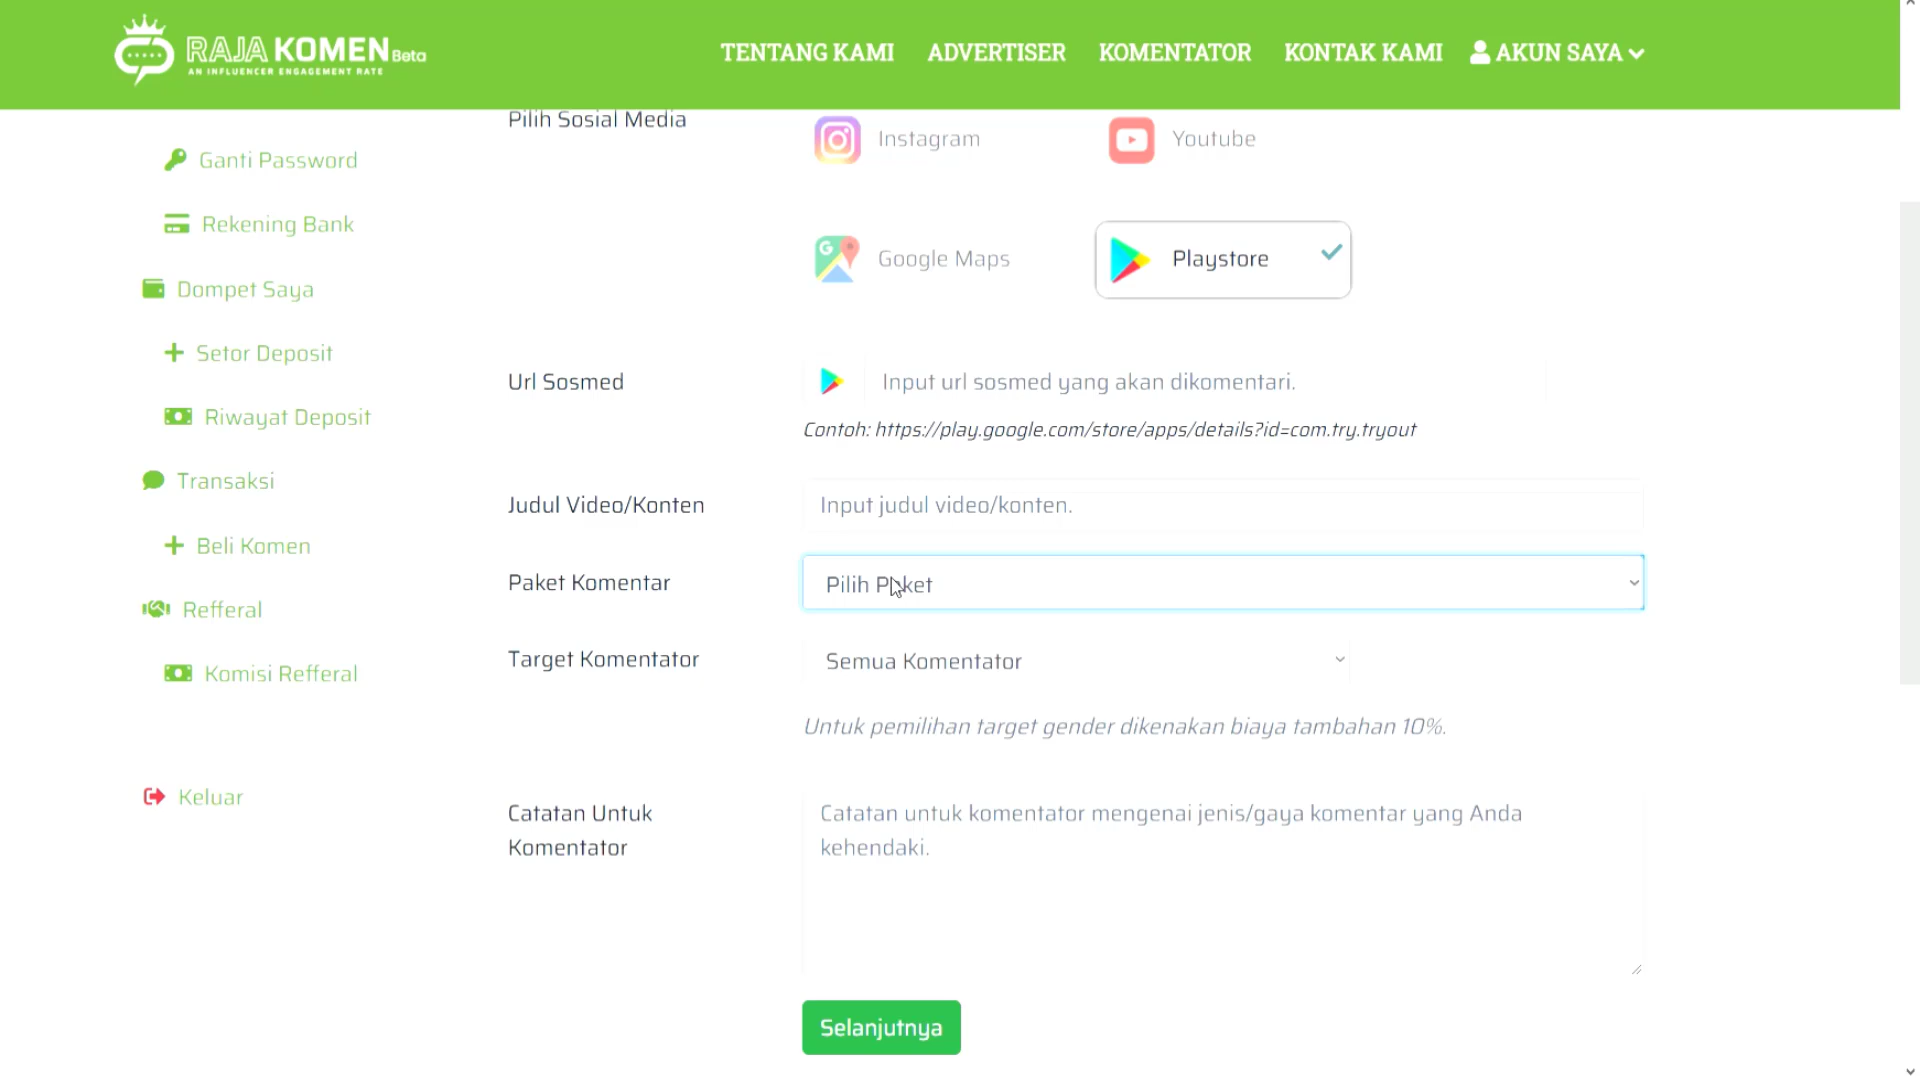 RAJA KOMEN Beta
AN INFLUENCER ENGAGEMENT RATE
TENTANG KAMI
ADVERTISER
KOMENTATOR
KONTAK KAMI
AKUN SAYA
Ganti Password
Rekening Bank
Dompet Saya
Setor Deposit
Riwayat Deposit
Transaksi
Beli Komen
Refferal
Komisi Refferal
Keluar
Pilih Sosial Media
Instagram
Youtube
Google Maps
Playstore
Url Sosmed
Input url sosmed yang akan dikomentari.
Contoh: https://play.google.com/store/apps/details?id=com.try.tryout
Judul Video/Konten
Input judul video/konten.
Paket Komentar
Pilih Paket
Target Komentator
Semua Komentator
Untuk pemilihan target gender dikenakan biaya tambahan 10%.
Catatan Untuk
Komentator
Catatan untuk komentator mengenai jenis/gaya komentar yang Anda
kehendaki.
Selanjutnya